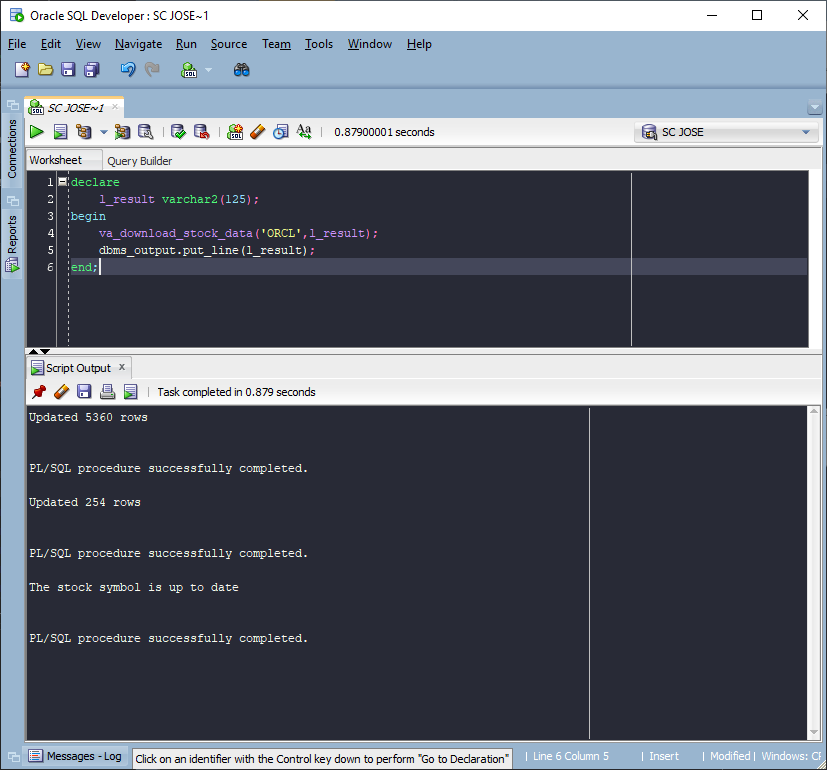 Oracle SQL Developer : SC JOSE~1
File Edit View Navigate Run Source Team Tools Window Help
SC JOSE~1
0.87900001 seconds
SC JOSE
Connections
Reports
Worksheet Query Builder
1 declare
2 l_result varchar2(125);
3 begin
4 va_download_stock_data('ORCL',l_result);
5 dbms_output.put_line(l_result);
6 end;
Script Output x
Task completed in 0.879 seconds
Updated 5360 rows
PL/SQL procedure successfully completed.
Updated 254 rows
PL/SQL procedure successfully completed.
The stock symbol is up to date
PL/SQL procedure successfully completed.
Messages - Log
Click on an identifier with the Control key down to perform "Go to Declaration"
Line 6 Column 5 | Insert | Modified | Windows: